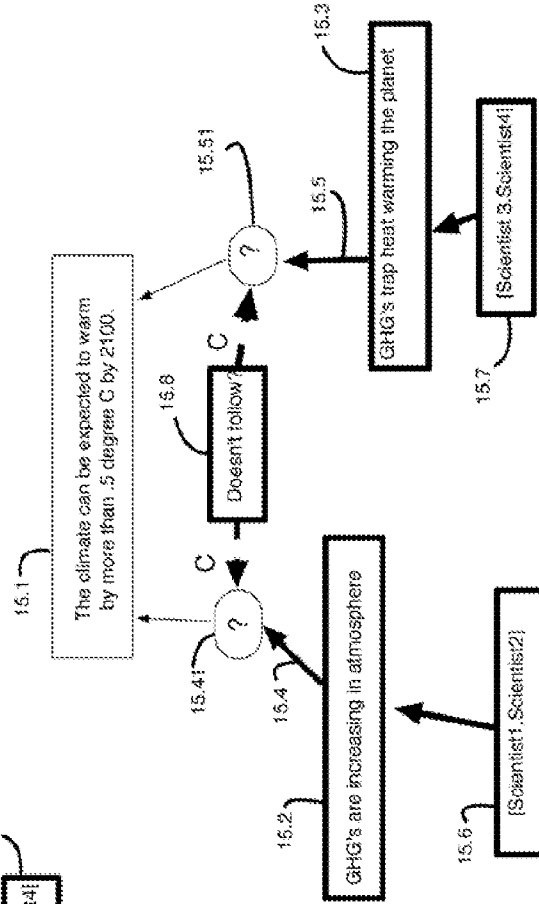 15.1
The climate can be expected to warm
by more than .5 degree C by 2100.
15.41
?
C
15.8
Doesn't follow?
C
15.51
?
15.4
15.5
15.2
GHG's are increasing in atmosphere
15.3
GHG's trap heat warming the planet
15.6
[Scientist1.Scientist2]
15.7
[Scientist 3.Scientist4]
t4]